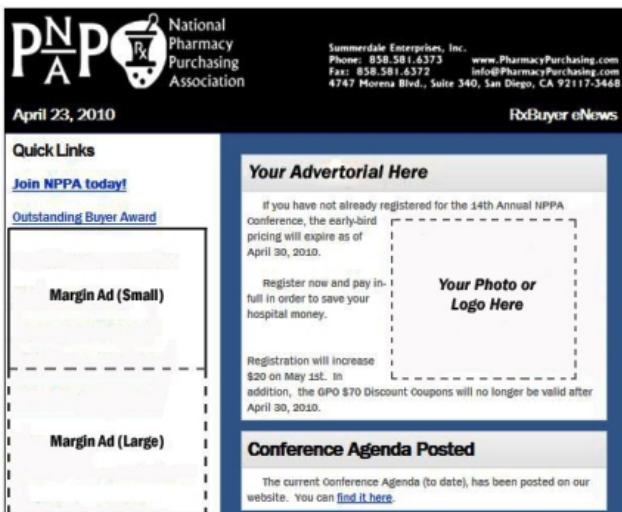 PNAP
Rx
National
Pharmacy
Purchasing
Association
Summerdale Enterprises, Inc.
Phone: 858.581.6373 www.PharmacyPurchasing.com
Fax: 858.581.6372 info@PharmacyPurchasing.com
4747 Morena Blvd., Suite 340, San Diego, CA 92117-3468
April 23, 2010
RxBuyer eNews
Quick Links
Join NPPA today!
Outstanding Buyer Award
Margin Ad (Small)
Margin Ad (Large)
Your Advertorial Here
If you have not already registered for the 14th Annual NPPA
Conference, the early-bird
pricing will expire as of
April 30, 2010.
Register now and pay in-
full in order to save your
hospital money.
Your Photo or
Logo Here
Registration will increase
$20 on May 1st. In
addition, the GPO $70 Discount Coupons will no longer be valid after
April 30, 2010.
Conference Agenda Posted
The current Conference Agenda (to date), has been posted on our
website. You can find it here.